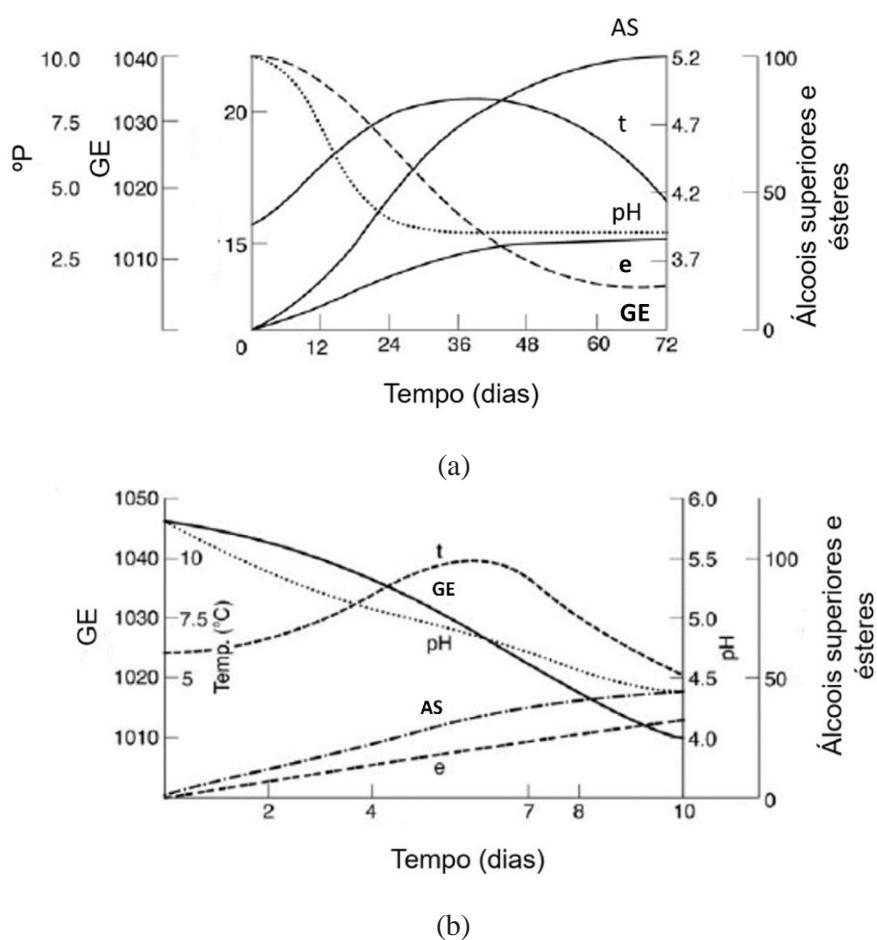 AS
10.0 1040 5.2 100
20
7.5 1030 t 4.7
ºP GE
5.0 1020 4.2 50
pH
15
2.5 1010 e 3.7
GE
0
0 12 24 36 48 60 72
Álcoois superiores e
ésteres
Tempo (dias)
(a)
1050 6.0
t
1040 10 5.5 100
GE
1030 7.5 5.0
GE Temp. (°C) pH pH
1020 5 4.5 50
AS
1010 4.0
e
0
2 4 7 8 10
Álcoois superiores e
ésteres
Tempo (dias)
(b)